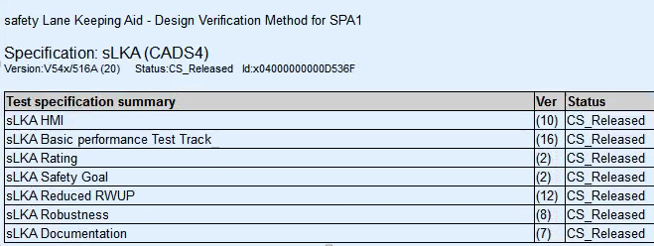 safety Lane Keeping Aid - Design Verification Method for SPA1
Specification: sLKA (CADS4)
Version:V54x/516A (20) Status:CS_Released Id:x04000000000D536F
Test specification summary Ver Status
sLKA HMI (10) CS_Released
sLKA Basic performance Test Track_ (16) CS_Released
sLKA Rating (2) CS_Released
sLKA Safety Goal (2) CS_Released
sLKA Reduced RWUP (12) CS_Released
sLKA Robustness (8) CS_Released
sLKA Documentation (7) CS_Released